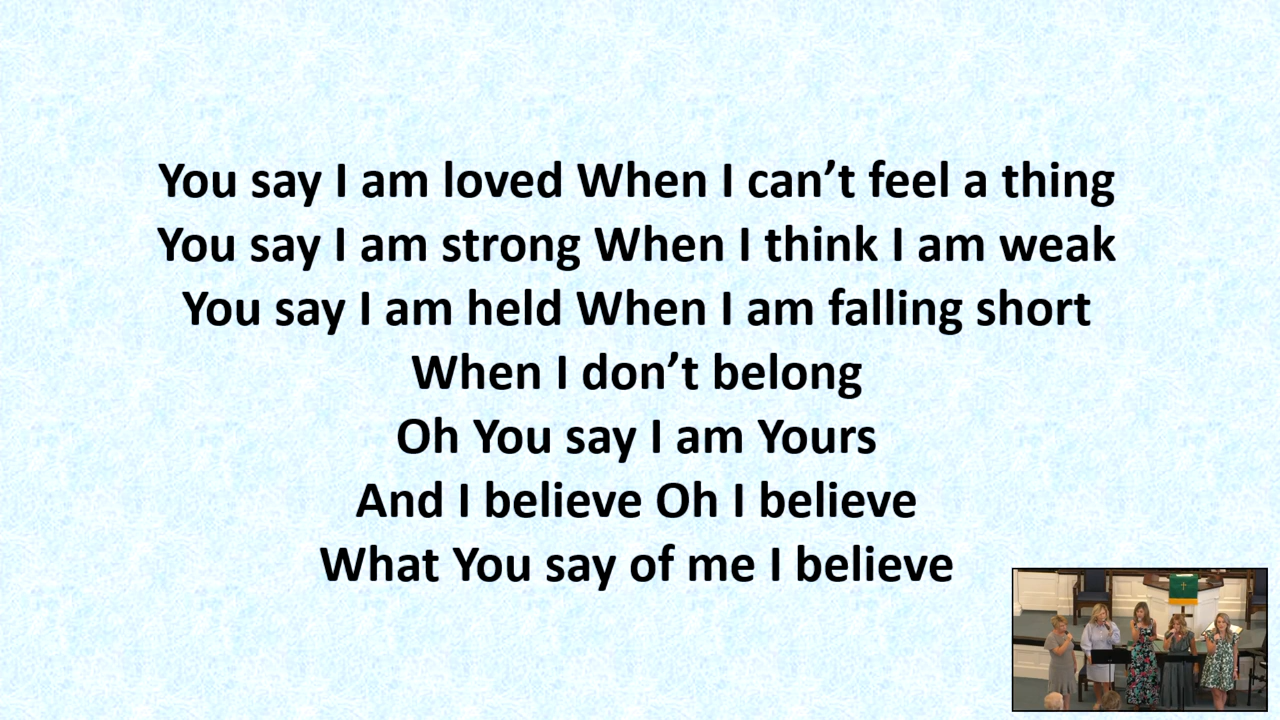 You say I am loved When I can’t feel a thing
You say I am strong When I think I am weak
You say I am held When I am falling short
When I don’t belong
Oh You say I am Yours
And I believe Oh I believe
What You say of me I believe